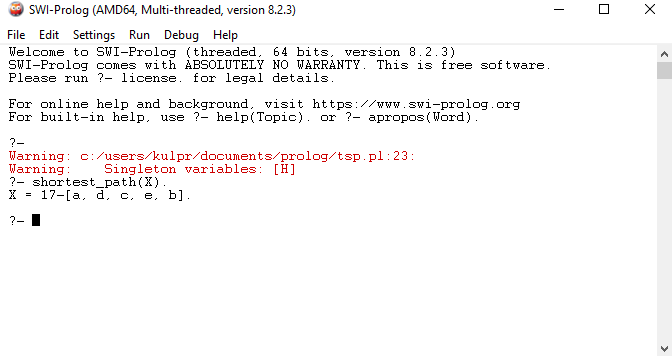 SWI-Prolog (AMD64, Multi-threaded, version 8.2.3)
File Edit Settings Run Debug Help
Welcome to SWI-Prolog (threaded, 64 bits, version 8.2.3)
SWI-Prolog comes with ABSOLUTELY NO WARRANTY. This is free software.
Please run ?- license. for legal details.
For online help and background, visit https://www.swi-prolog.org
For built-in help, use ?- help(Topic). or ?- apropos(Word).
?-
Warning: c:/users/kulpr/documents/prolog/tsp.pl:23:
Warning:    Singleton variables: [H]
?- shortest_path(X).
X = 17-[a, d, c, e, b].
?-